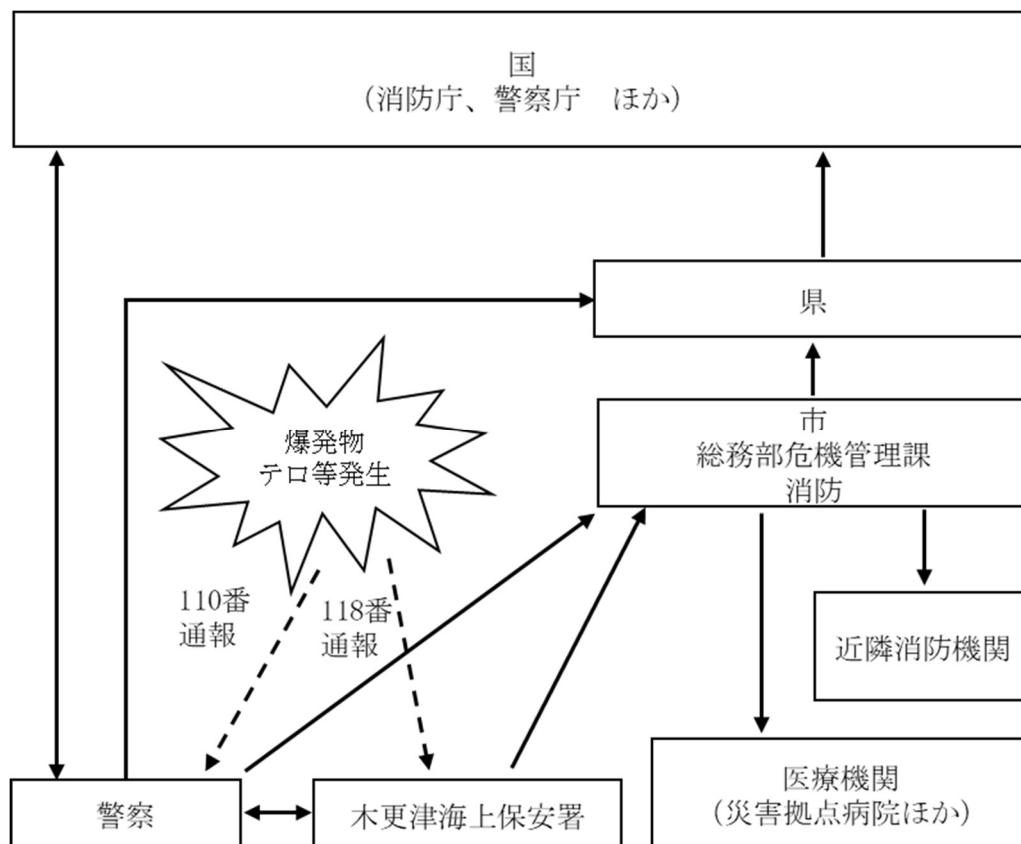 国
（消防庁、警察庁　ほか）
県
爆発物
テロ等発生
市
総務部危機管理課
消防
110番
通報
118番
通報
近隣消防機関
警察
木更津海上保安署
医療機関
（災害拠点病院ほか）